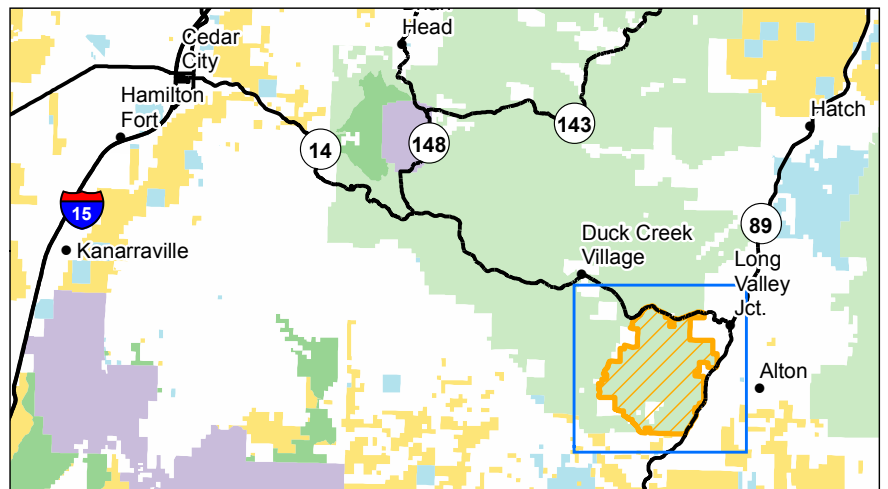 Head
Cedar
City
Hamilton
Fort
14
148
143
Hatch
15
89
Kanarraville
Duck Creek
Village
Long
Valley
Jct.
Alton